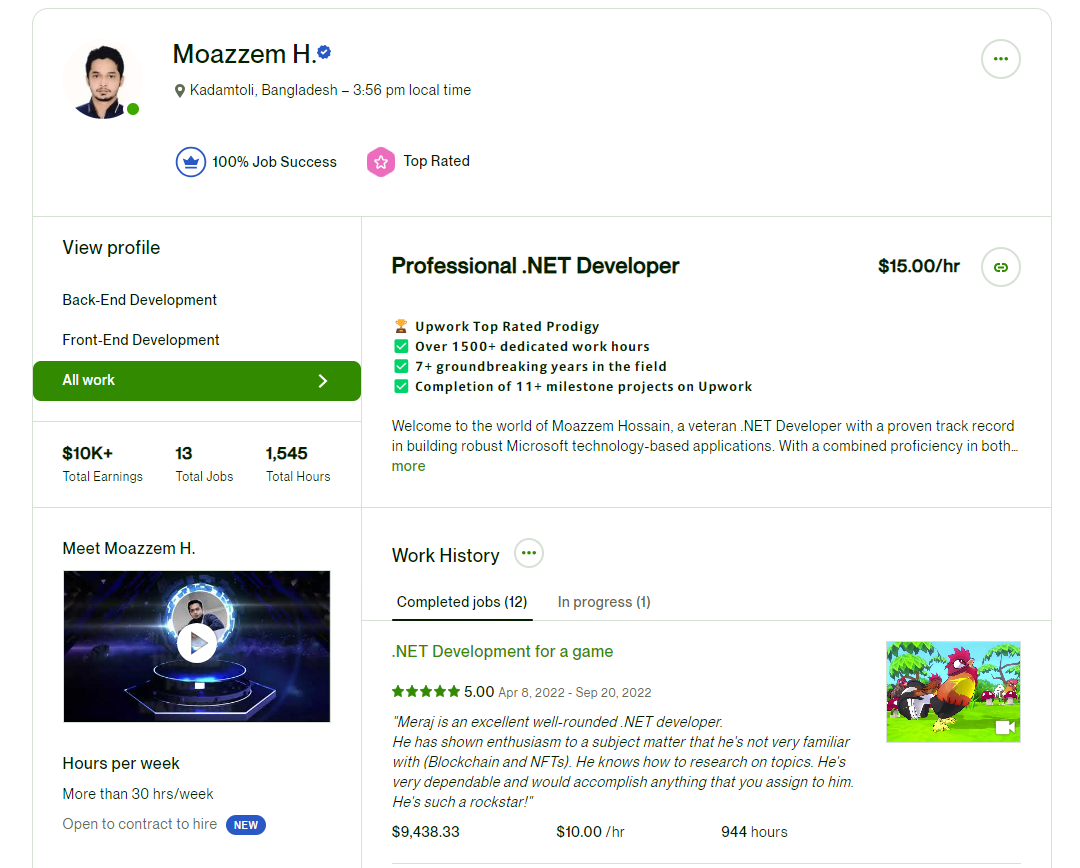 Moazzem H.
Kadamtoli, Bangladesh – 3:56 pm local time
100% Job Success
Top Rated
View profile
Back-End Development
Front-End Development
All work
$10K+
Total Earnings
13
Total Jobs
1,545
Total Hours
Meet Moazzem H.
Hours per week
More than 30 hrs/week
Open to contract to hire NEW
Professional .NET Developer
$15.00/hr
🏆 Upwork Top Rated Prodigy
✅ Over 1500+ dedicated work hours
✅ 7+ groundbreaking years in the field
✅ Completion of 11+ milestone projects on Upwork
Welcome to the world of Moazzem Hossain, a veteran .NET Developer with a proven track record
in building robust Microsoft technology-based applications. With a combined proficiency in both…
more
Work History
Completed jobs (12)
In progress (1)
.NET Development for a game
5.00 Apr 8, 2022 - Sep 20, 2022
"Meraj is an excellent well-rounded .NET developer.
He has shown enthusiasm to a subject matter that he's not very familiar
with (Blockchain and NFTs). He knows how to research on topics. He's
very dependable and would accomplish anything that you assign to him.
He's such a rockstar!"
$9,438.33
$10.00 /hr
944 hours